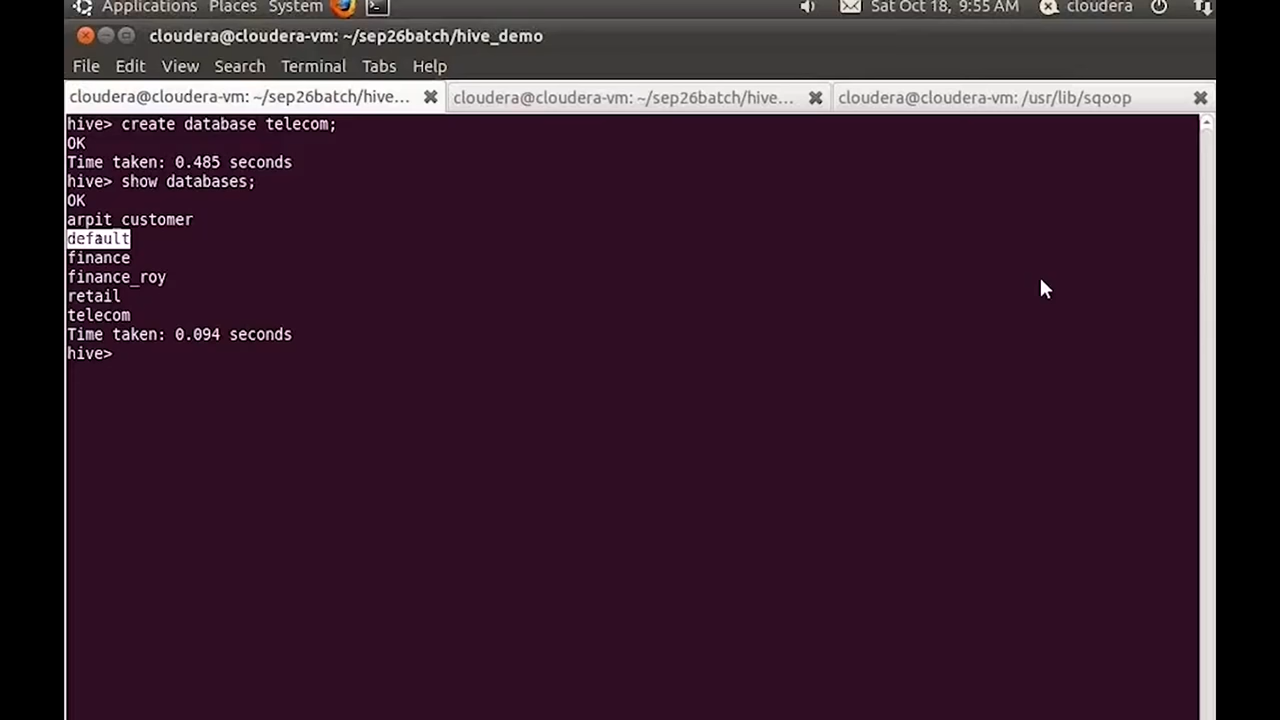 Applications Places System Sat Oct 18, 9:55 AM cloudera
cloudera@cloudera-vm: ~/sep26batch/hive_demo
File Edit View Search Terminal Tabs Help
cloudera@cloudera-vm: ~/sep26batch/hive... cloudera@cloudera-vm: ~/sep26batch/hive... cloudera@cloudera-vm: /usr/lib/sqoop
hive> create database telecom;
OK
Time taken: 0.485 seconds
hive> show databases;
OK
arpit_customer
default
finance
finance_roy
retail
telecom
Time taken: 0.094 seconds
hive>